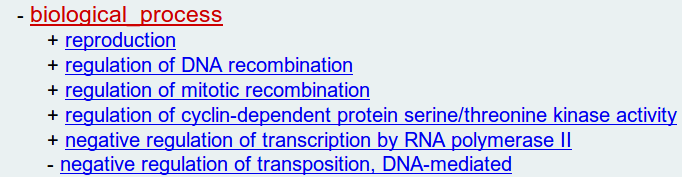 - biological_process
+ reproduction
+ regulation of DNA recombination
+ regulation of mitotic recombination
+ regulation of cyclin-dependent protein serine/threonine kinase activity
+ negative regulation of transcription by RNA polymerase II
- negative regulation of transposition, DNA-mediated